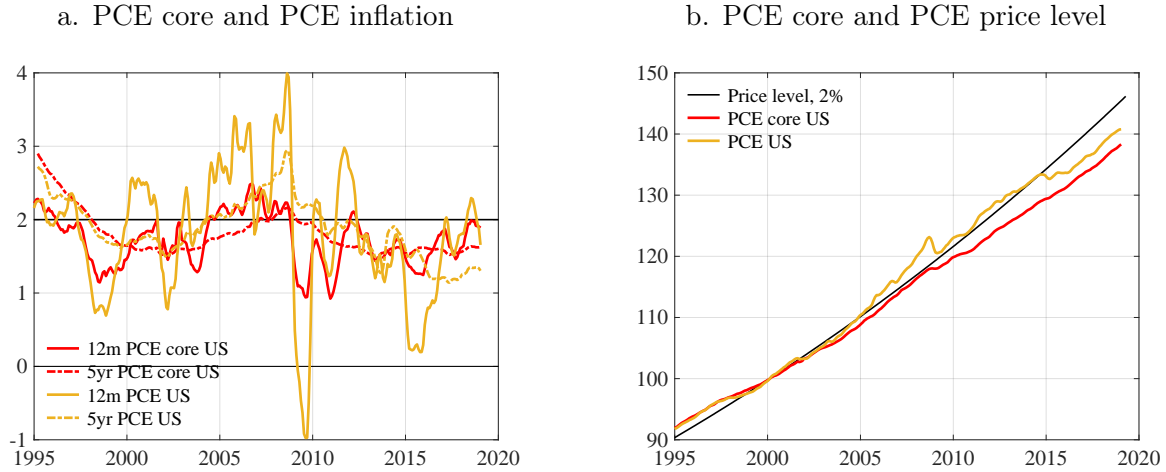 a. PCE core and PCE inflation
4
3
2
1
0
-1
1995 2000 2005 2010 2015 2020
12m PCE core US
5yr PCE core US
12m PCE US
5yr PCE US
b. PCE core and PCE price level
150
140
130
120
110
100
90
1995 2000 2005 2010 2015 2020
Price level, 2%
PCE core US
PCE US